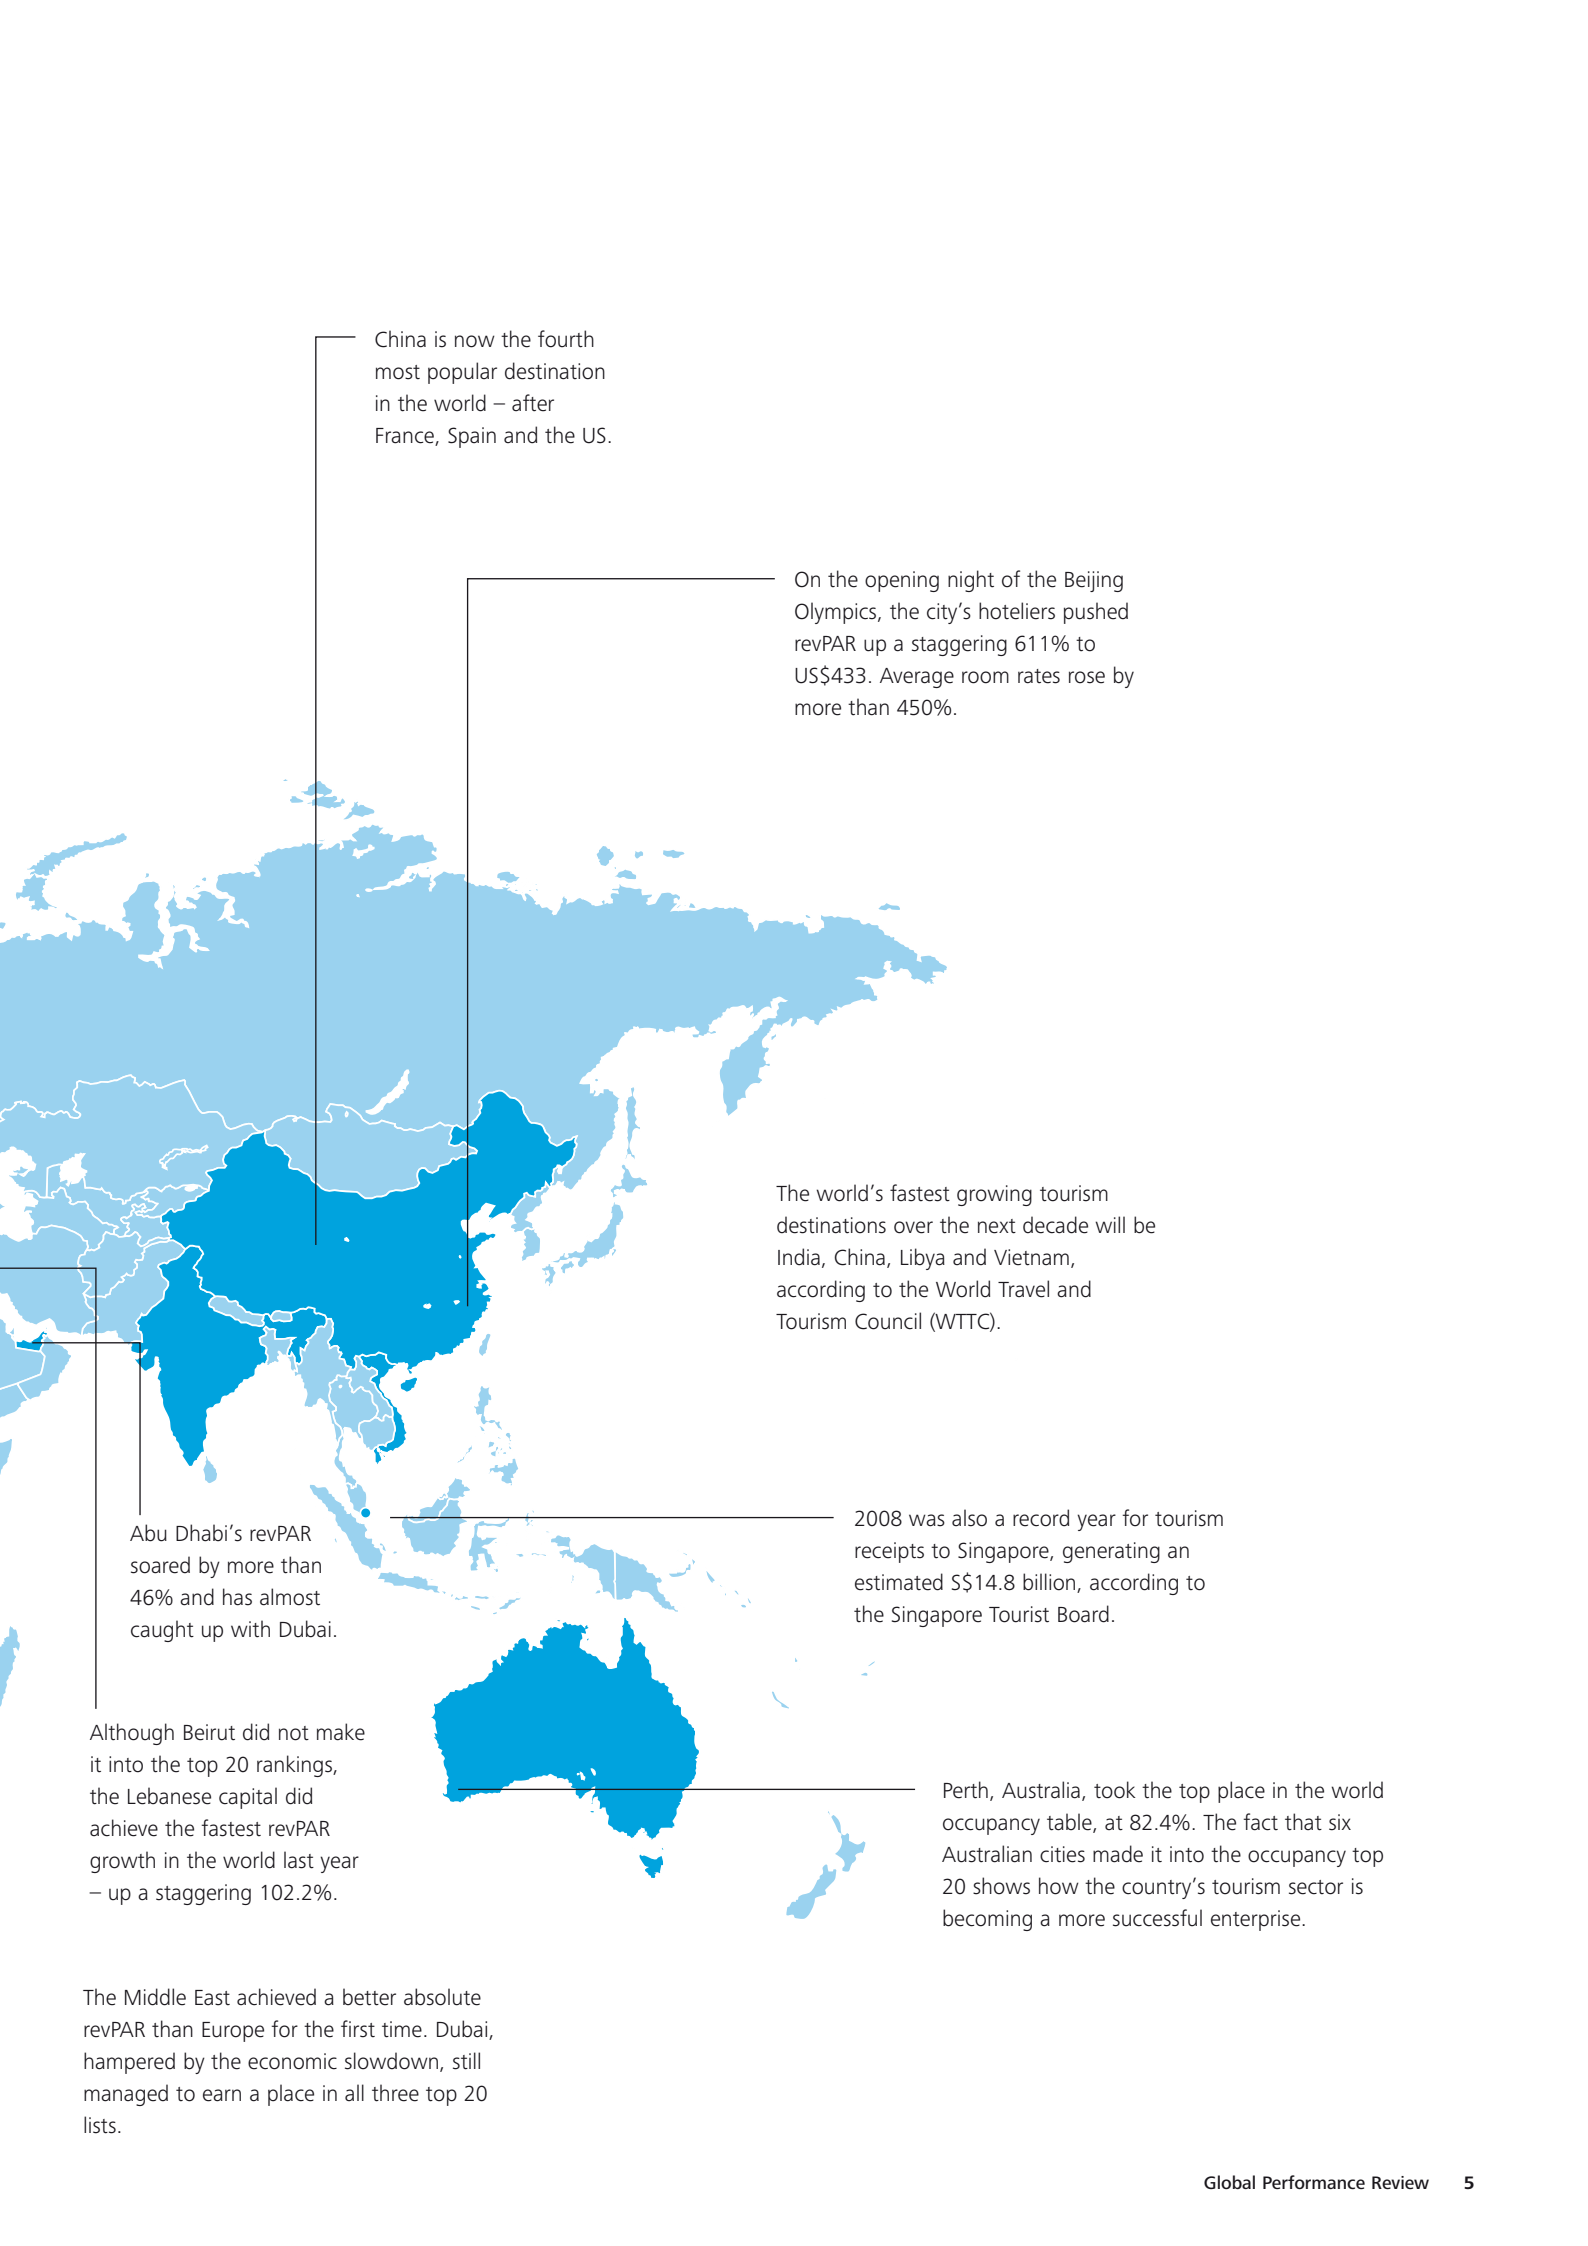 China is now the fourth
most popular destination
in the world – after
France, Spain and the US.
On the opening night of the Beijing
Olympics, the city’s hoteliers pushed
revPAR up a staggering 611% to
US$433. Average room rates rose by
more than 450%.
The world’s fastest growing tourism
destinations over the next decade will be
India, China, Libya and Vietnam,
according to the World Travel and
Tourism Council (WTTC).
2008 was also a record year for tourism
receipts to Singapore, generating an
estimated S$14.8 billion, according to
the Singapore Tourist Board.
Abu Dhabi’s revPAR
soared by more than
46% and has almost
caught up with Dubai.
Although Beirut did not make
it into the top 20 rankings,
the Lebanese capital did
achieve the fastest revPAR
growth in the world last year
– up a staggering 102.2%.
Perth, Australia, took the top place in the world
occupancy table, at 82.4%. The fact that six
Australian cities made it into the occupancy top
20 shows how the country’s tourism sector is
becoming a more successful enterprise.
The Middle East achieved a better absolute
revPAR than Europe for the first time. Dubai,
hampered by the economic slowdown, still
managed to earn a place in all three top 20
lists.
Global Performance Review 5